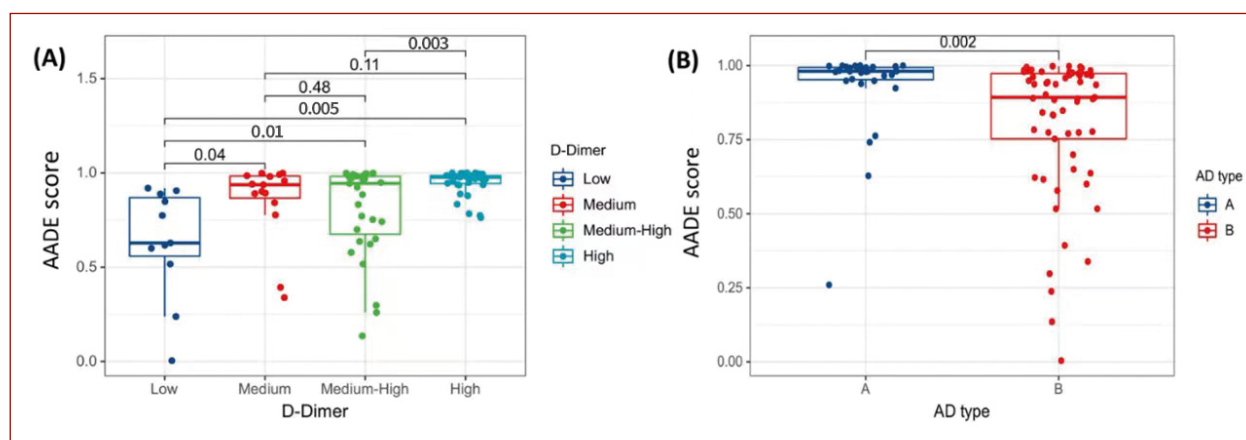 (A)
0.003
0.11
0.48
0.005
0.01
0.04
1.5
1.0
0.5
0.0
AADE score
Low
Medium
Medium-High
High
D-Dimer
D-Dimer
Low
Medium
Medium-High
High
(B)
0.002
1.00
0.75
0.50
0.25
0.00
AADE score
A
B
AD type
AD type
A
B